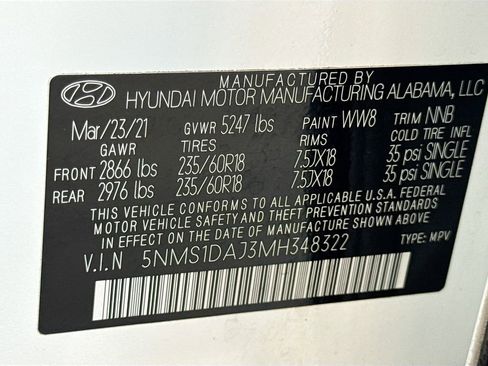 MANUFACTURED BY
HYUNDAI MOTOR MANUFACTURING ALABAMA, LLC
Mar/23/21 GVWR 5247 lbs PAINT WW8 TRIM NNB
GAWR TIRES RIMS COLD TIRE INFL
FRONT 2866 lbs 235/60R18 7.5JX18 35 psi SINGLE
REAR 2976 lbs 235/60R18 7.5JX18 35 psi SINGLE
THIS VEHICLE CONFORMS TO ALL APPLICABLE U.S.A. FEDERAL
MOTOR VEHICLE SAFETY AND BUMPER STANDARDS
AND THEFT PREVENTION STANDARDS
IN EFFECT ON THE DATE OF MANUFACTURE SHOWN ABOVE.
V.I.N 5NMS1DAJ3MH348322 TYPE: MPV